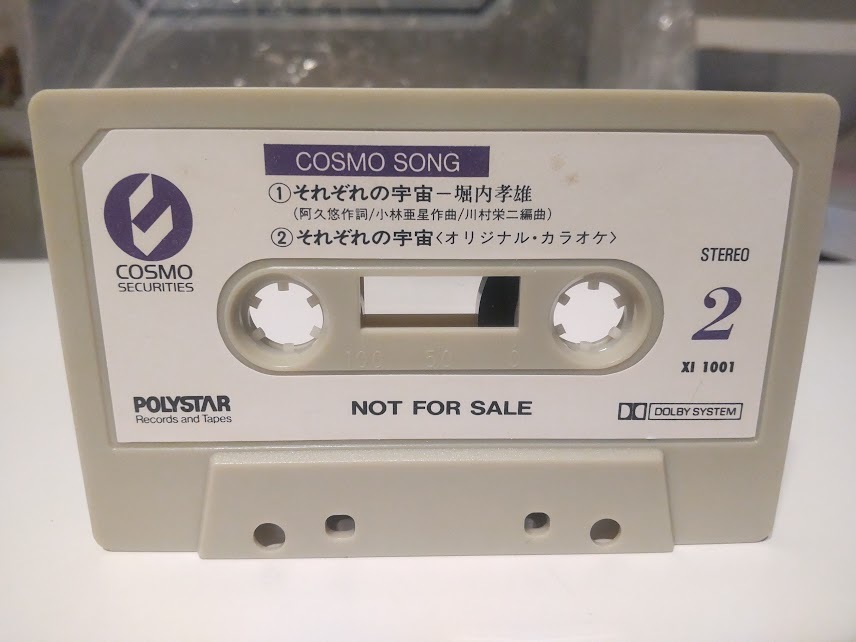 COSMO SONG
①それぞれの宇宙－堀内孝雄
(阿久悠作詞/小林亜星作曲/川村栄二編曲)
②それぞれの宇宙〈オリジナル・カラオケ〉
COSMO
SECURITIES
STEREO
2
XI 1001
100 50 0
POLYSTAR
Records and Tapes
NOT FOR SALE
DOLBY SYSTEM